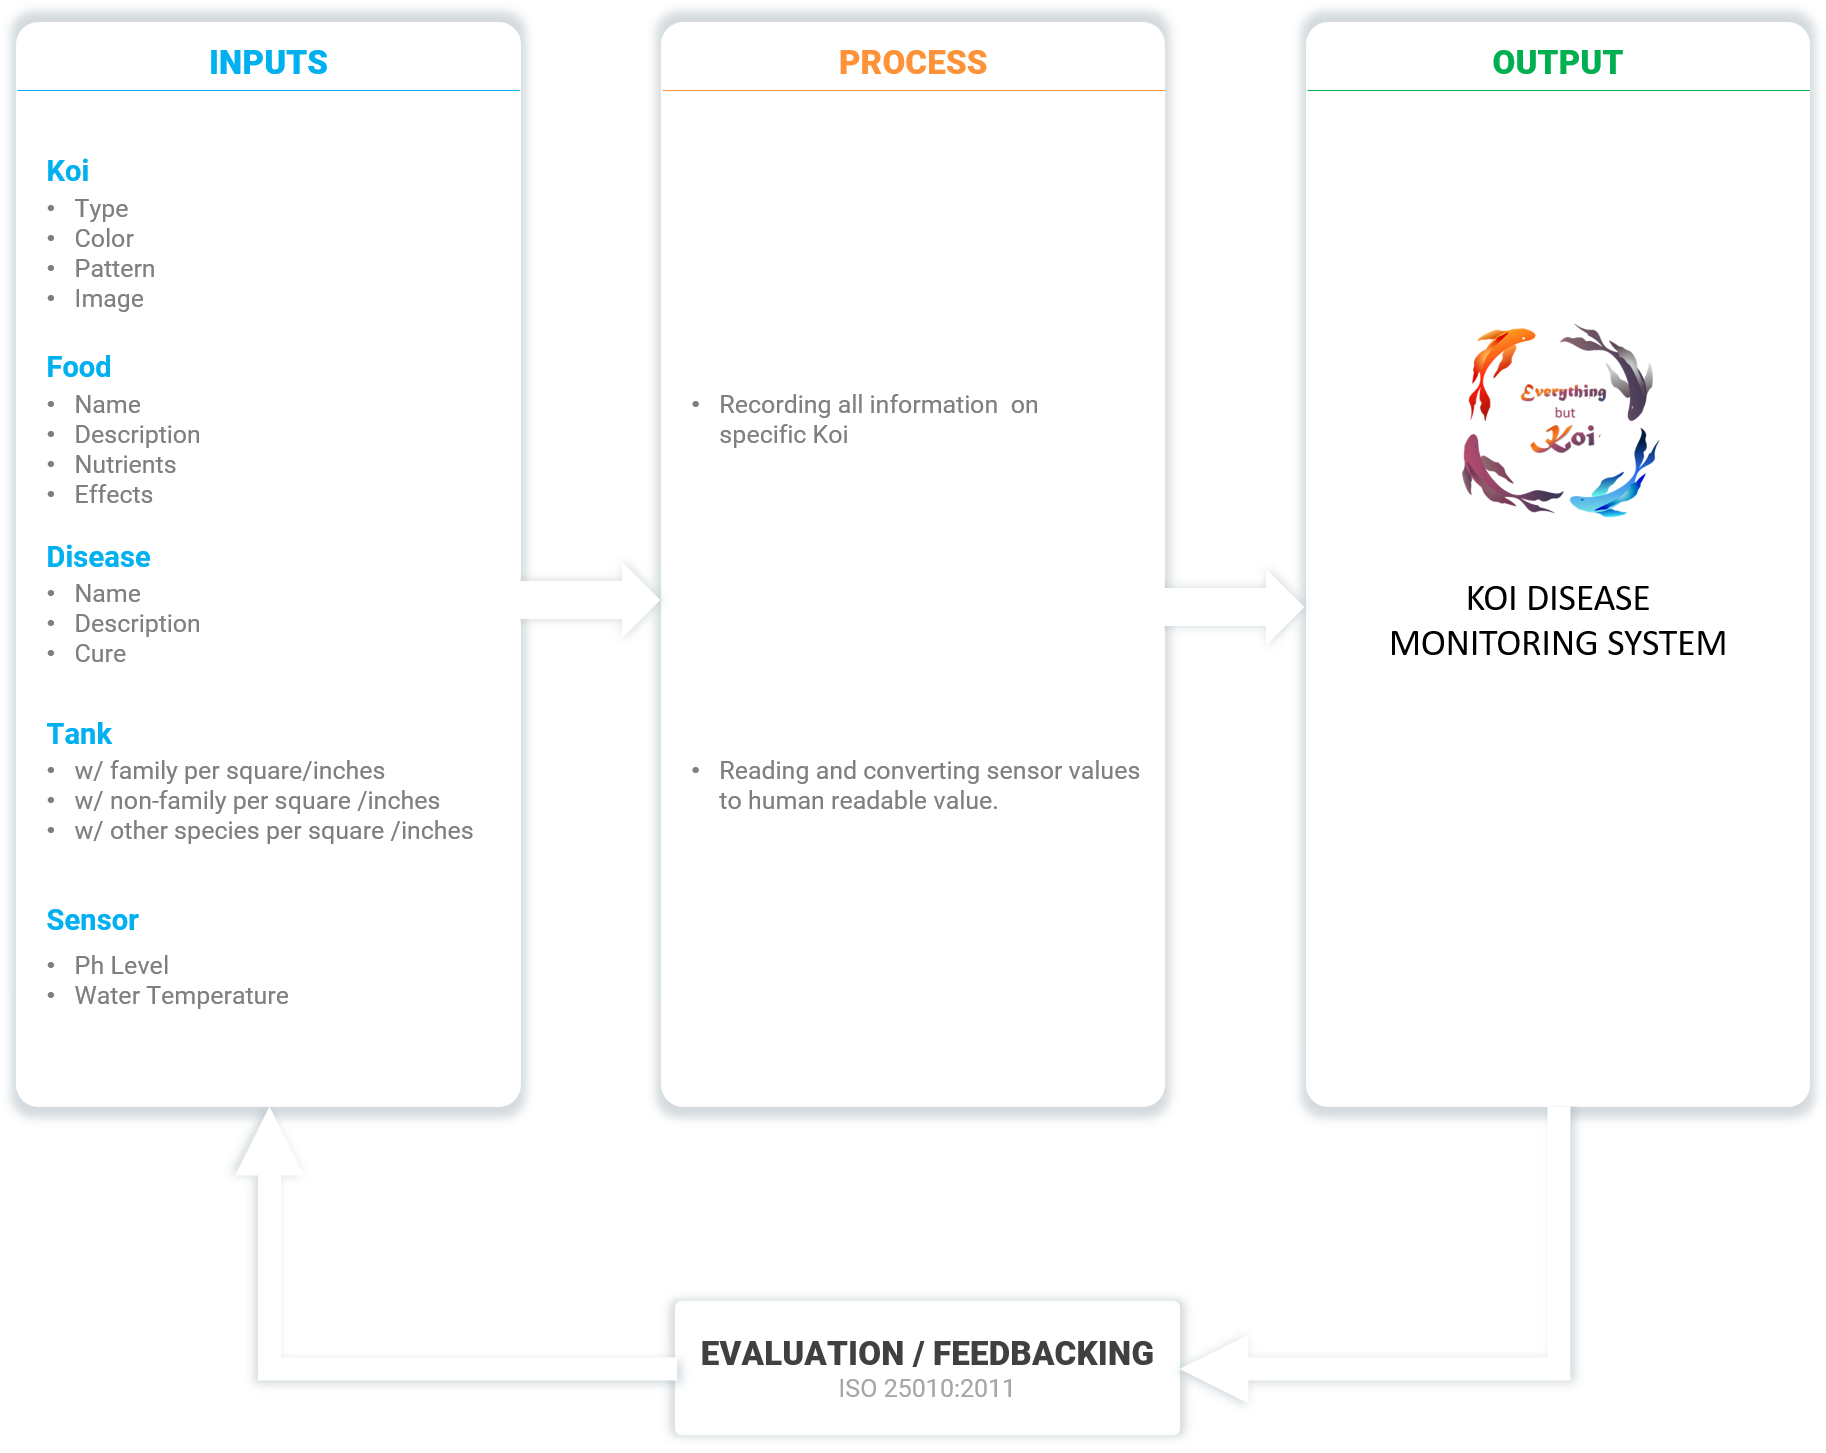 INPUTS
Koi
• Type
• Color
• Pattern
• Image
Food
• Name
• Description
• Nutrients
• Effects
Disease
• Name
• Description
• Cure
Tank
• w/ family per square/inches
• w/ non-family per square /inches
• w/ other species per square /inches
Sensor
• Ph Level
• Water Temperature
PROCESS
• Recording all information  on
specific Koi
• Reading and converting sensor values
to human readable value.
OUTPUT
Everything
but
Koi
KOI DISEASE
MONITORING SYSTEM
EVALUATION / FEEDBACKING
ISO 25010:2011